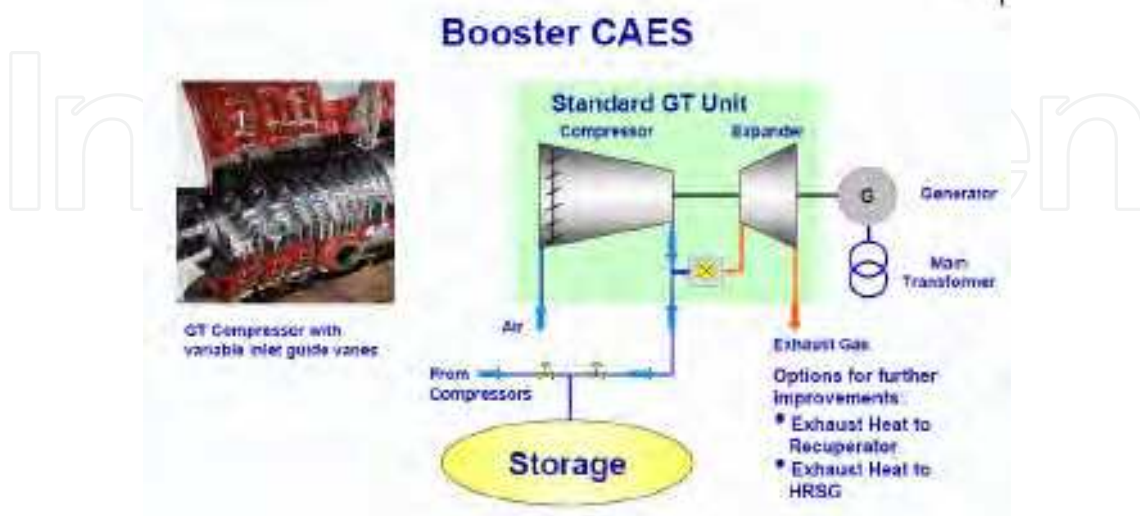 Booster CAES
Standard GT Unit
Compressor
Expander
G
Generator
Main
Transformer
GT Compressor with
variable inlet guide vanes
Air
From
Compressors
Storage
Exhaust Gas
Options for further
improvements:
• Exhaust Heat to
Recuperator
• Exhaust Heat to
HRSG